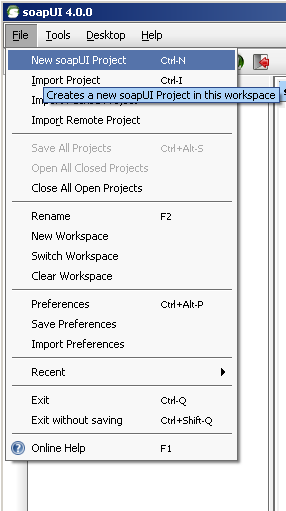 soapUI 4.0.0
File Tools Desktop Help
New soapUI Project Ctrl-N
Import Project Ctrl-I
Creates a new soapUI Project in this workspace
Import Remote Project
Save All Projects Ctrl+Alt-S
Open All Closed Projects
Close All Open Projects
Rename F2
New Workspace
Switch Workspace
Clear Workspace
Preferences Ctrl+Alt-P
Save Preferences
Import Preferences
Recent
Exit Ctrl-Q
Exit without saving Ctrl+Shift-Q
Online Help F1